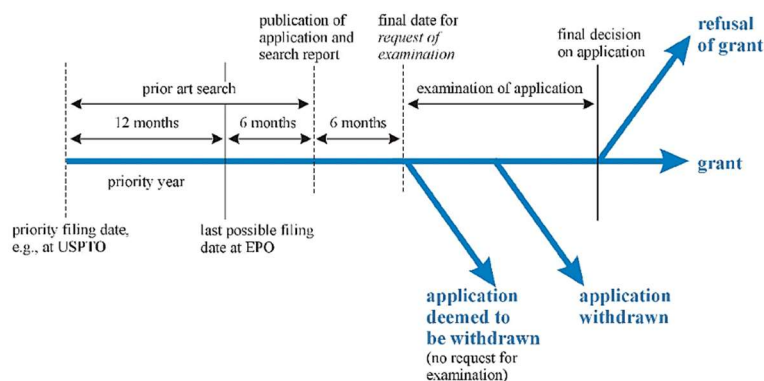 publication of
application and
search report
final date for
request of
examination
final decision
on application
refusal
of grant
prior art search
examination of application
12 months
6 months
6 months
priority year
grant
priority filing date,
e.g., at USPTO
last possible filing
date at EPO
application
deemed to
be withdrawn
(no request for
examination)
application
withdrawn